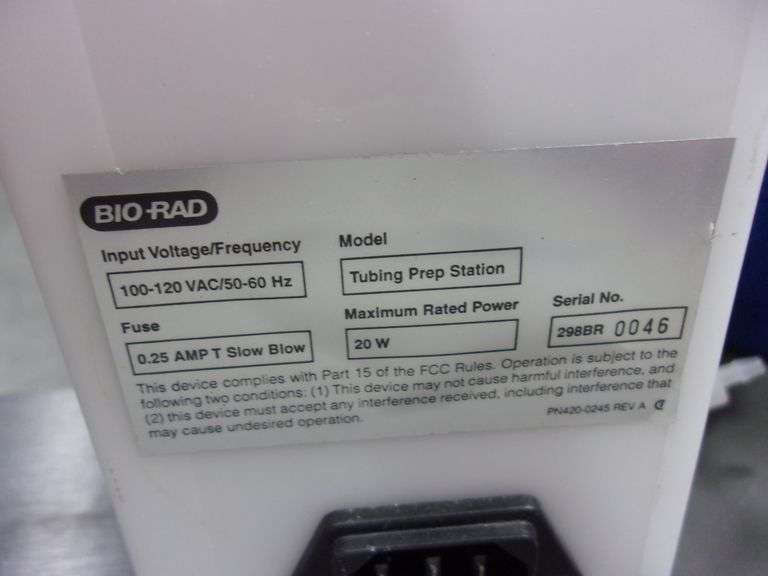 BIO-RAD
Input Voltage/Frequency
100-120 VAC/50-60 Hz
Model
Tubing Prep Station
Fuse
0.25 AMP T Slow Blow
Maximum Rated Power
20 W
Serial No.
298BR 0046
This device complies with Part 15 of the FCC Rules. Operation is subject to the
following two conditions: (1) This device may not cause harmful interference, and
(2) this device must accept any interference received, including interference that
may cause undesired operation.
PN420-0245 REV A